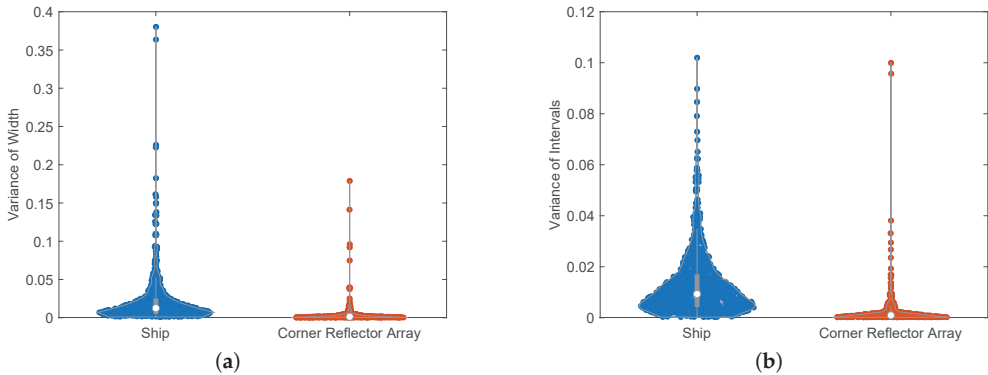 0.4
0.35
0.3
0.25
0.2
0.15
0.1
0.05
0
Variance of Width
Ship
Corner Reflector Array
(a)
0.12
0.1
0.08
0.06
0.04
0.02
0
Variance of Intervals
Ship
Corner Reflector Array
(b)